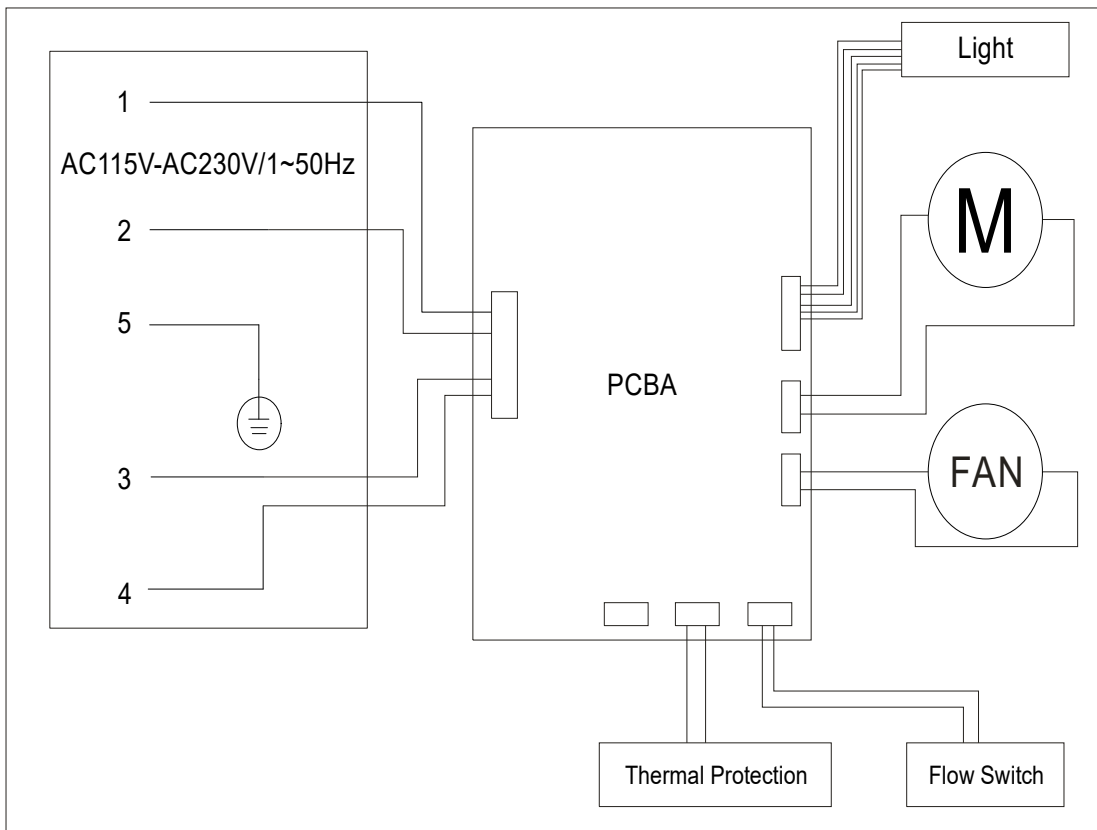 Light
1
AC115V-AC230V/1~50Hz
2
5
3
4
PCBA
M
FAN
Thermal Protection
Flow Switch